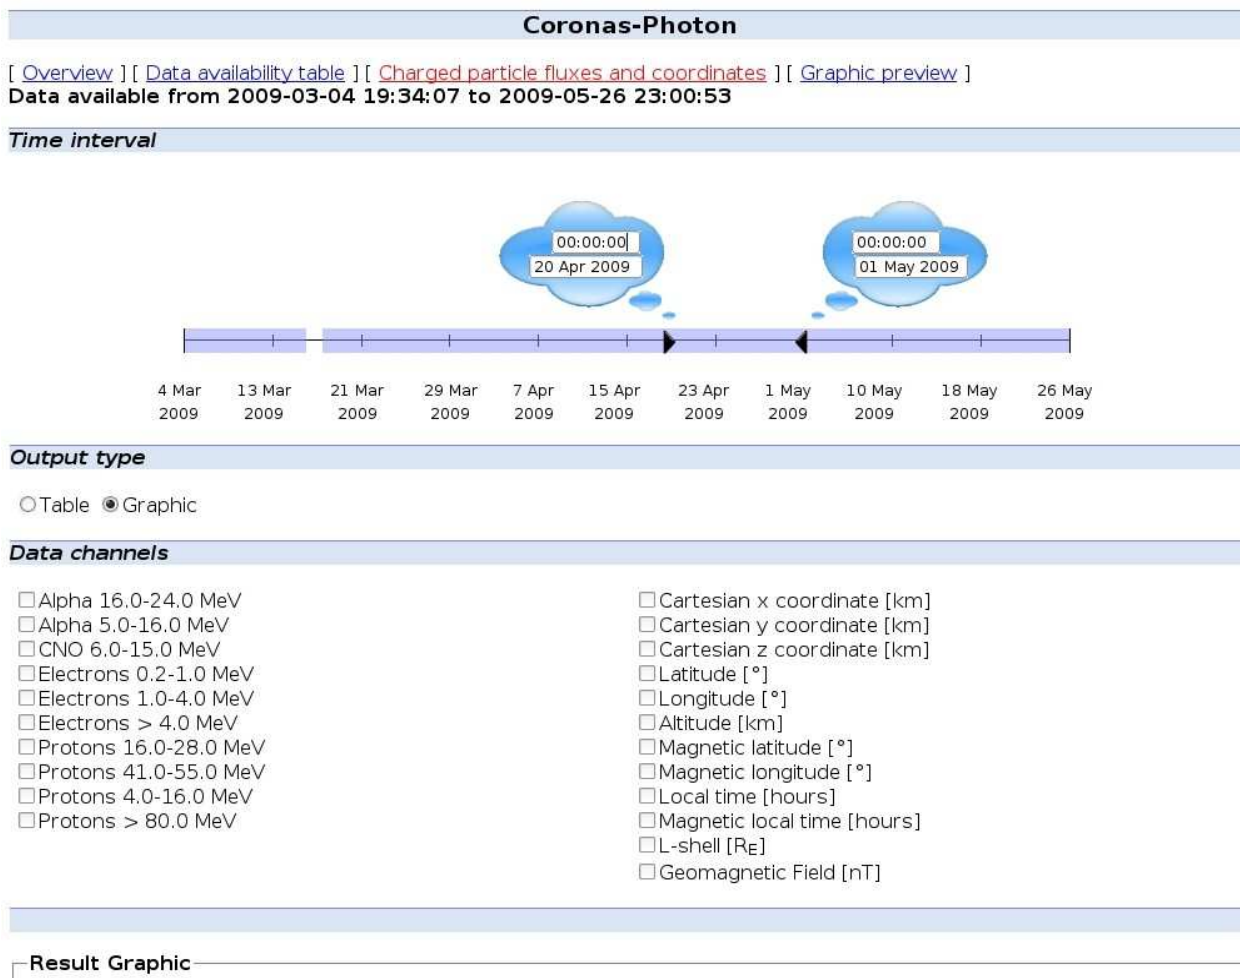 Coronas-Photon
[ Overview ] [ Data availability table ] [ Charged particle fluxes and coordinates ] [ Graphic preview ]
Data available from 2009-03-04 19:34:07 to 2009-05-26 23:00:53
Time interval
00:00:00 00:00:00
20 Apr 2009 01 May 2009
4 Mar 13 Mar 21 Mar 29 Mar 7 Apr 15 Apr 23 Apr 1 May 10 May 18 May 26 May
2009 2009 2009 2009 2009 2009 2009 2009 2009 2009 2009
Output type
Table Graphic
Data channels
Alpha 16.0-24.0 MeV
Alpha 5.0-16.0 MeV
CNO 6.0-15.0 MeV
Electrons 0.2-1.0 MeV
Electrons 1.0-4.0 MeV
Electrons > 4.0 MeV
Protons 16.0-28.0 MeV
Protons 41.0-55.0 MeV
Protons 4.0-16.0 MeV
Protons > 80.0 MeV
Cartesian x coordinate [km]
Cartesian y coordinate [km]
Cartesian z coordinate [km]
Latitude [°]
Longitude [°]
Altitude [km]
Magnetic latitude [°]
Magnetic longitude [°]
Local time [hours]
Magnetic local time [hours]
L-shell [RE]
Geomagnetic Field [nT]
Result Graphic